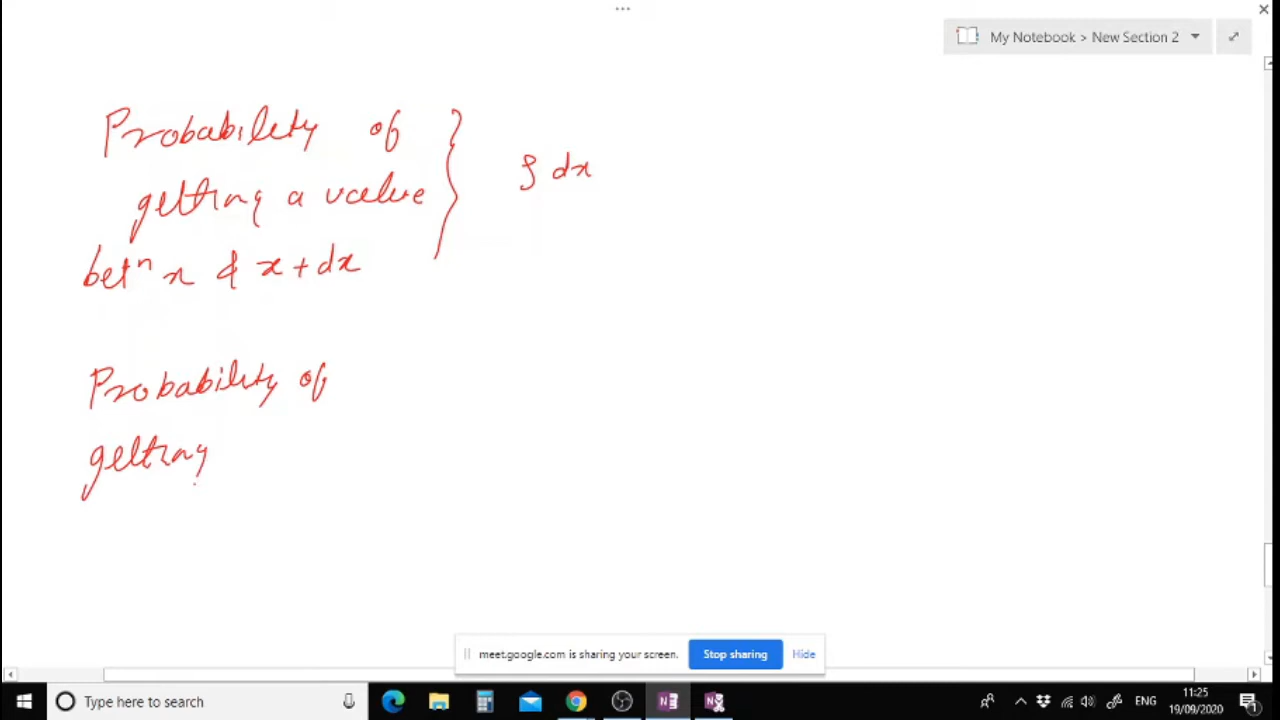 My Notebook > New Section 2
Probability of
getting a value
betⁿ x & x + dx
ρ dx
Probability of
getting
meet.google.com is sharing your screen.
Stop sharing
Hide
Type here to search
ENG
11:25
19/09/2020
1